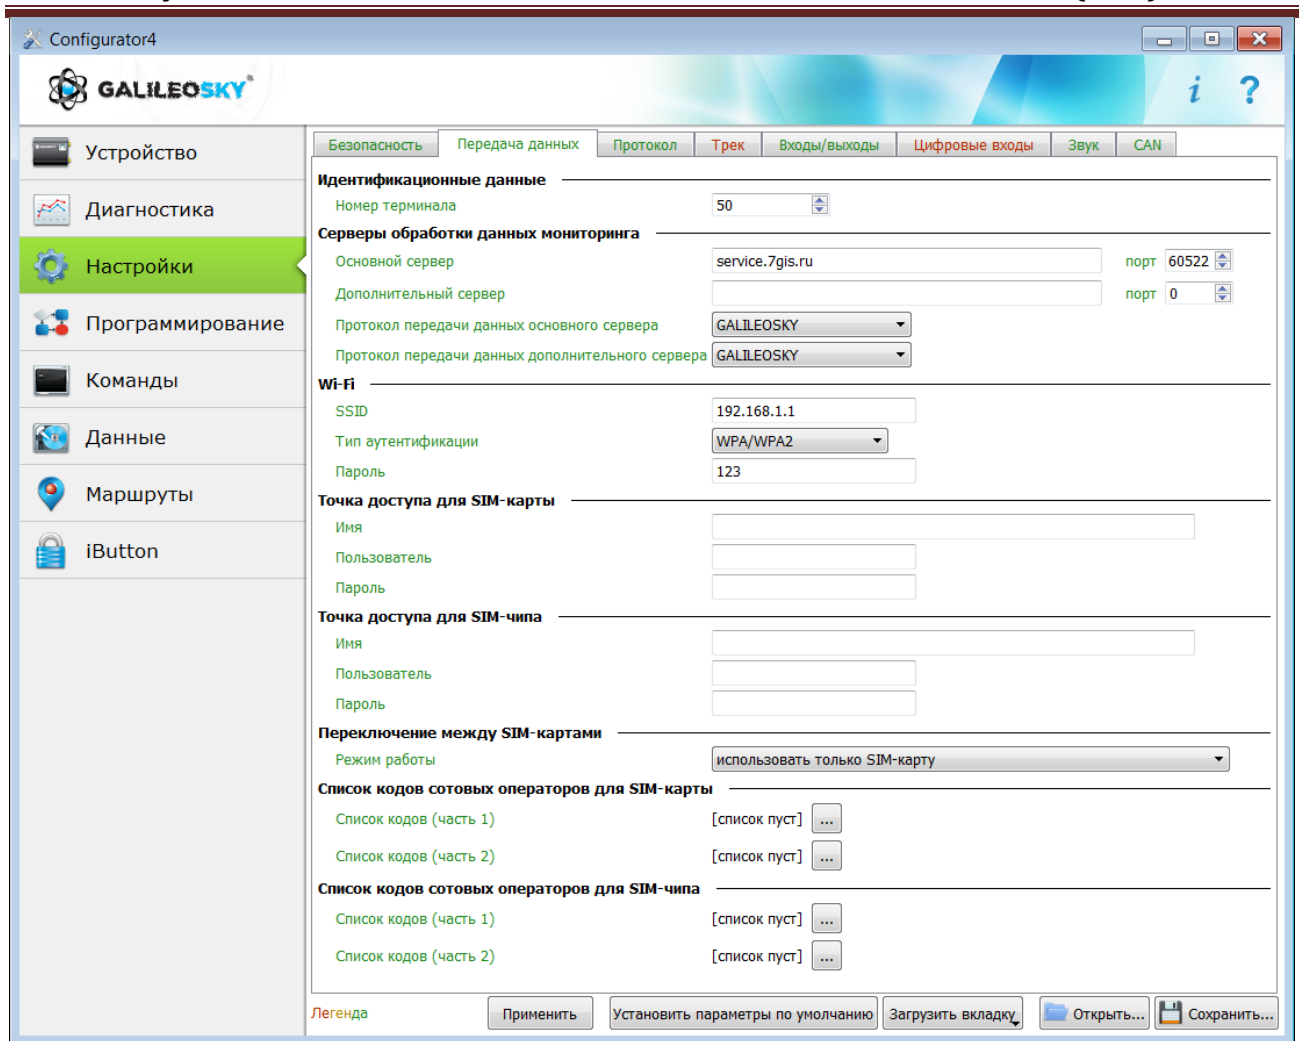 Configurator4
GALILEOSKY
i ?
Устройство
Диагностика
Настройки
Программирование
Команды
Данные
Маршруты
iButton
Безопасность Передача данных Протокол Трек Входы/выходы Цифровые входы Звук CAN
Идентификационные данные
Номер терминала 50
Серверы обработки данных мониторинга
Основной сервер service.7gis.ru порт 60522
Дополнительный сервер порт 0
Протокол передачи данных основного сервера GALILEOSKY
Протокол передачи данных дополнительного сервера GALILEOSKY
Wi-Fi
SSID 192.168.1.1
Тип аутентификации WPA/WPA2
Пароль 123
Точка доступа для SIM-карты
Имя
Пользователь
Пароль
Точка доступа для SIM-чипа
Имя
Пользователь
Пароль
Переключение между SIM-картами
Режим работы использовать только SIM-карту
Список кодов сотовых операторов для SIM-карты
Список кодов (часть 1) [список пуст] ...
Список кодов (часть 2) [список пуст] ...
Список кодов сотовых операторов для SIM-чипа
Список кодов (часть 1) [список пуст] ...
Список кодов (часть 2) [список пуст] ...
Легенда Применить Установить параметры по умолчанию Загрузить вкладку Открыть... Сохранить...